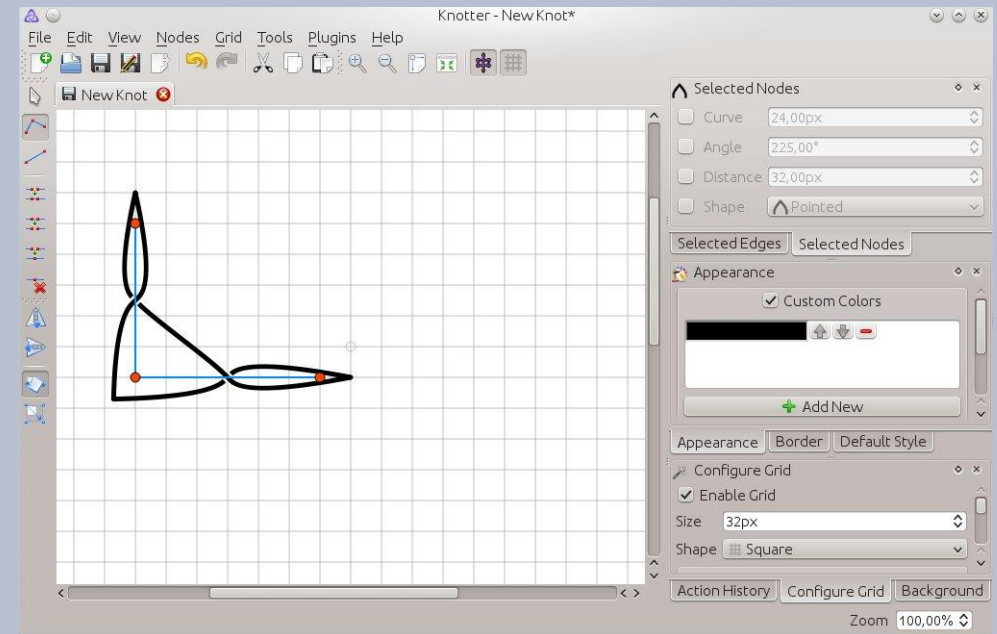 Knotter - New Knot*
File Edit View Nodes Grid Tools Plugins Help
New Knot
Selected Nodes
Curve 24,00px
Angle 225,00°
Distance 32,00px
Shape Pointed
Selected Edges Selected Nodes
Appearance
Custom Colors
Add New
Appearance Border Default Style
Configure Grid
Enable Grid
Size 32px
Shape Square
Action History Configure Grid Background
Zoom 100,00%